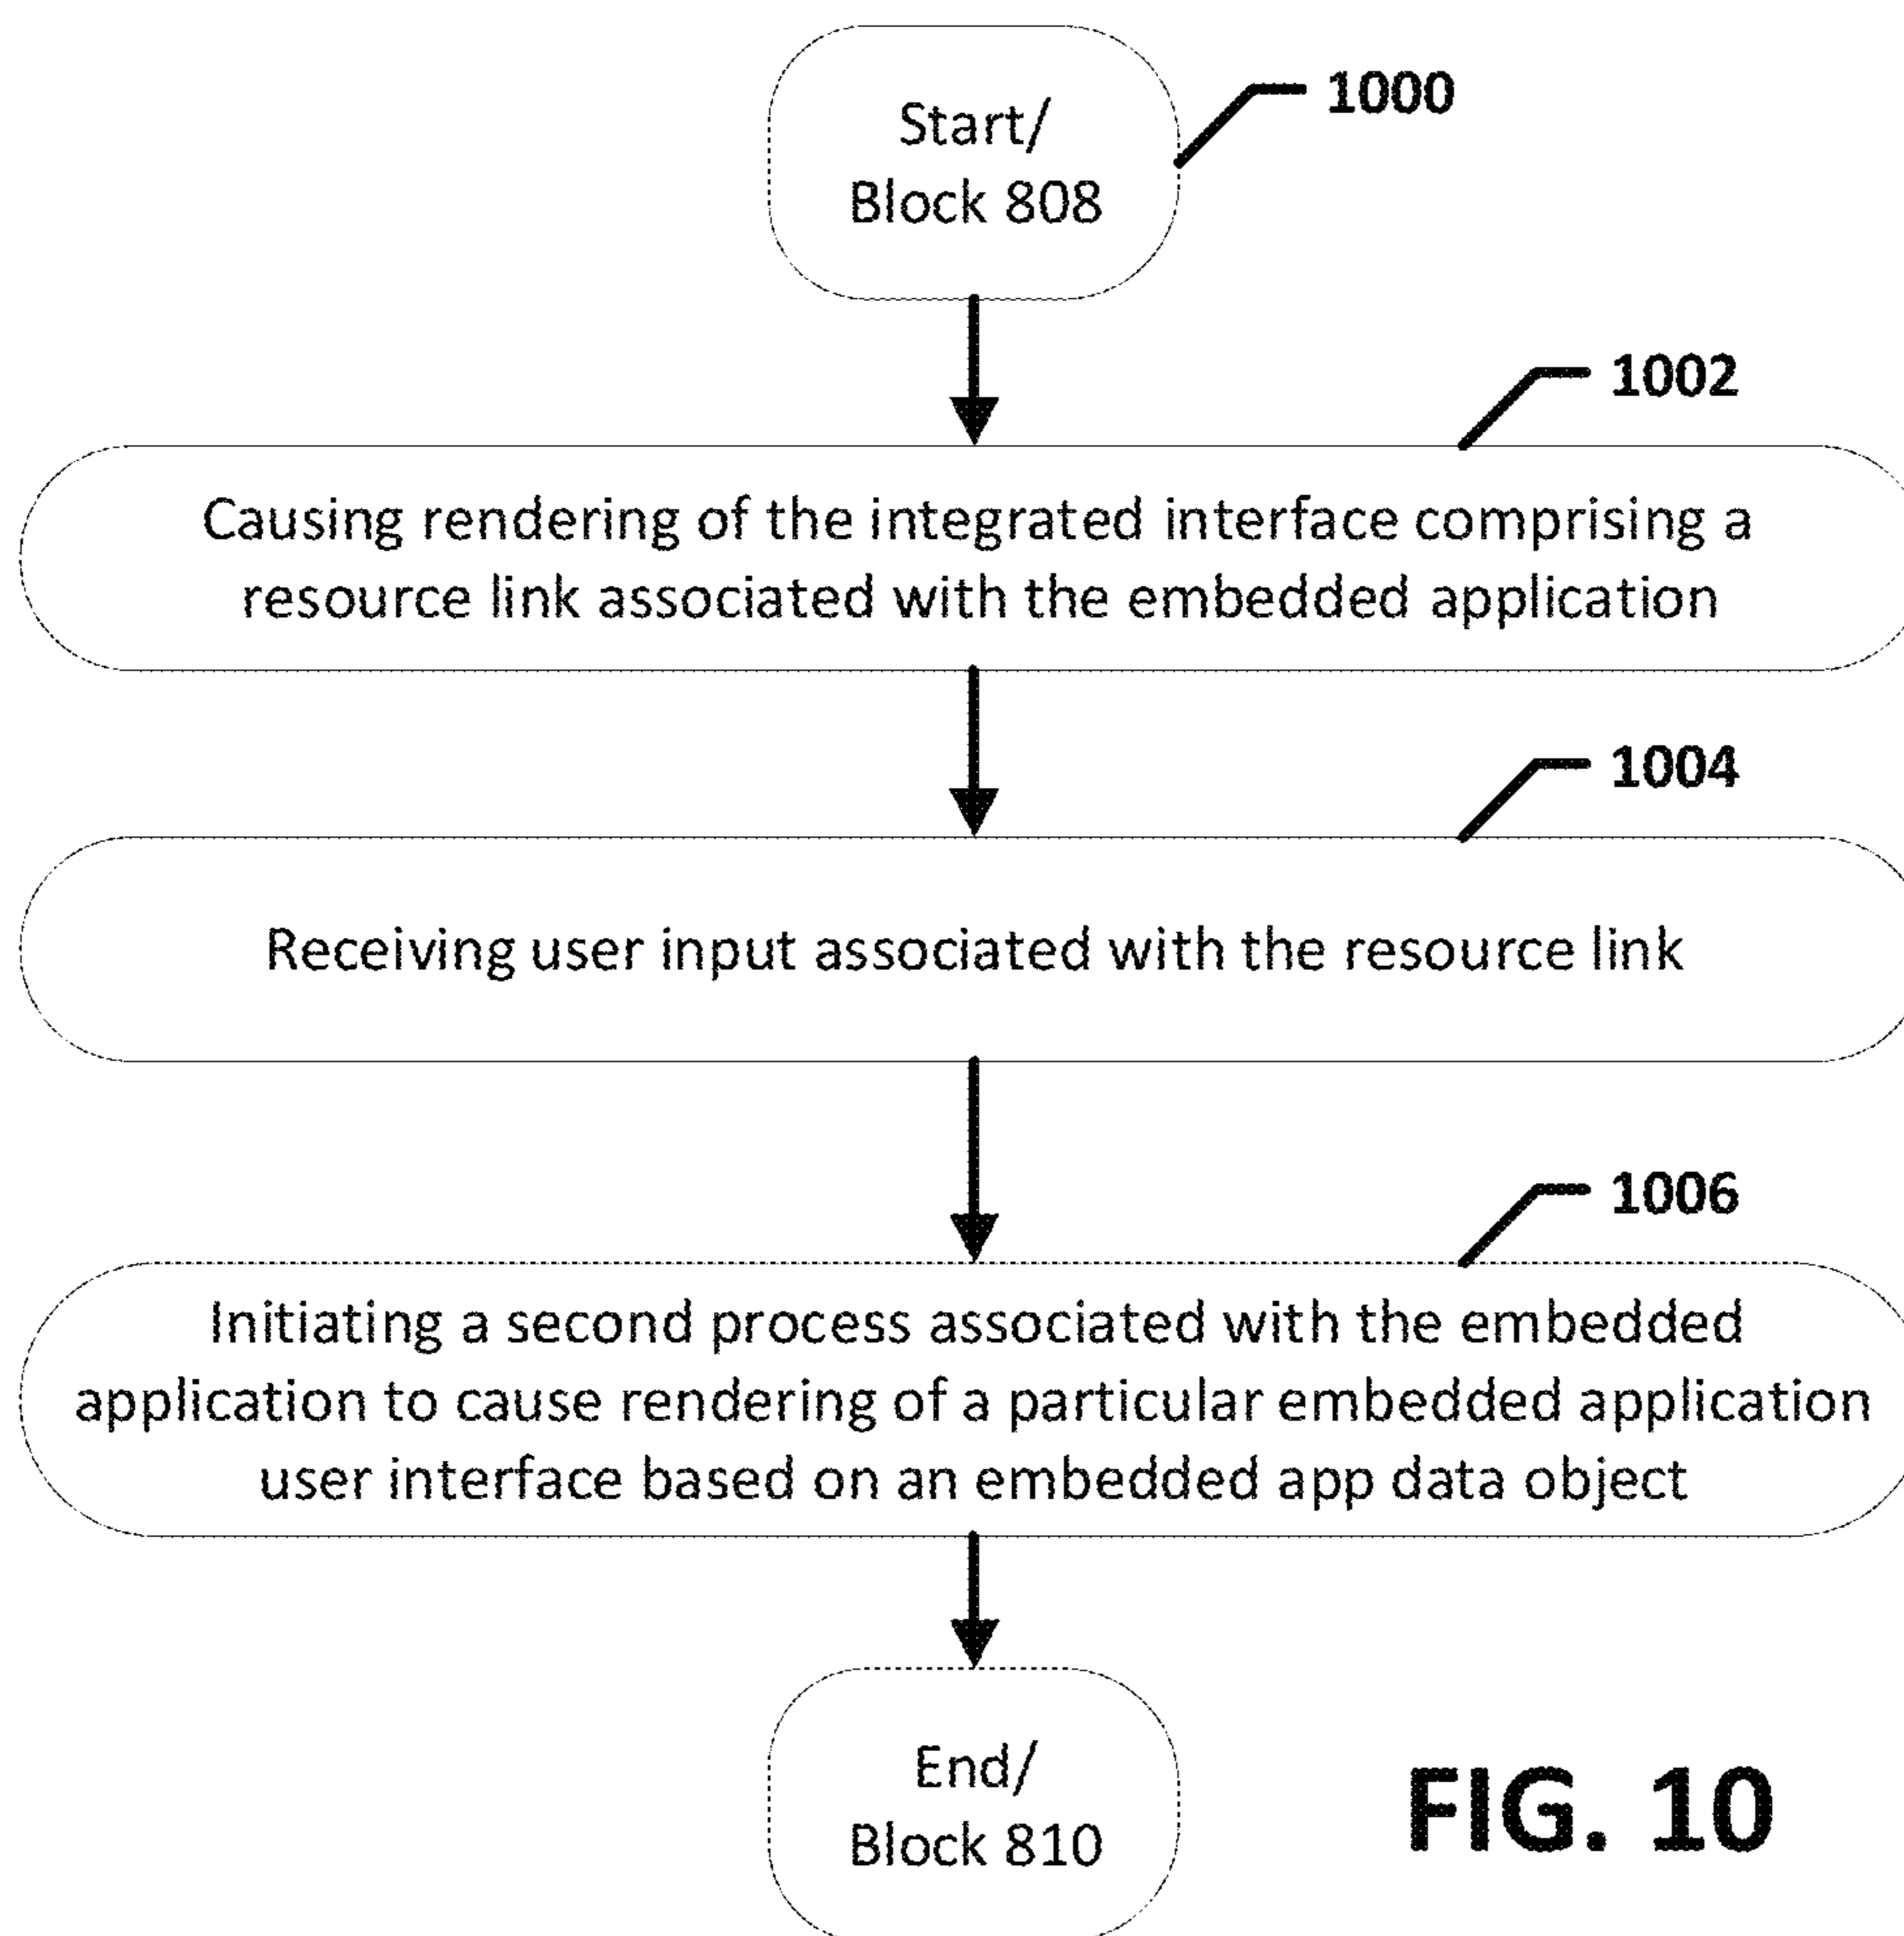 Start/
Block 808
1000
1002
Causing rendering of the integrated interface comprising a
resource link associated with the embedded application
1004
Receiving user input associated with the resource link
1006
Initiating a second process associated with the embedded
application to cause rendering of a particular embedded application
user interface based on an embedded app data object
End/
Block 810
FIG. 10